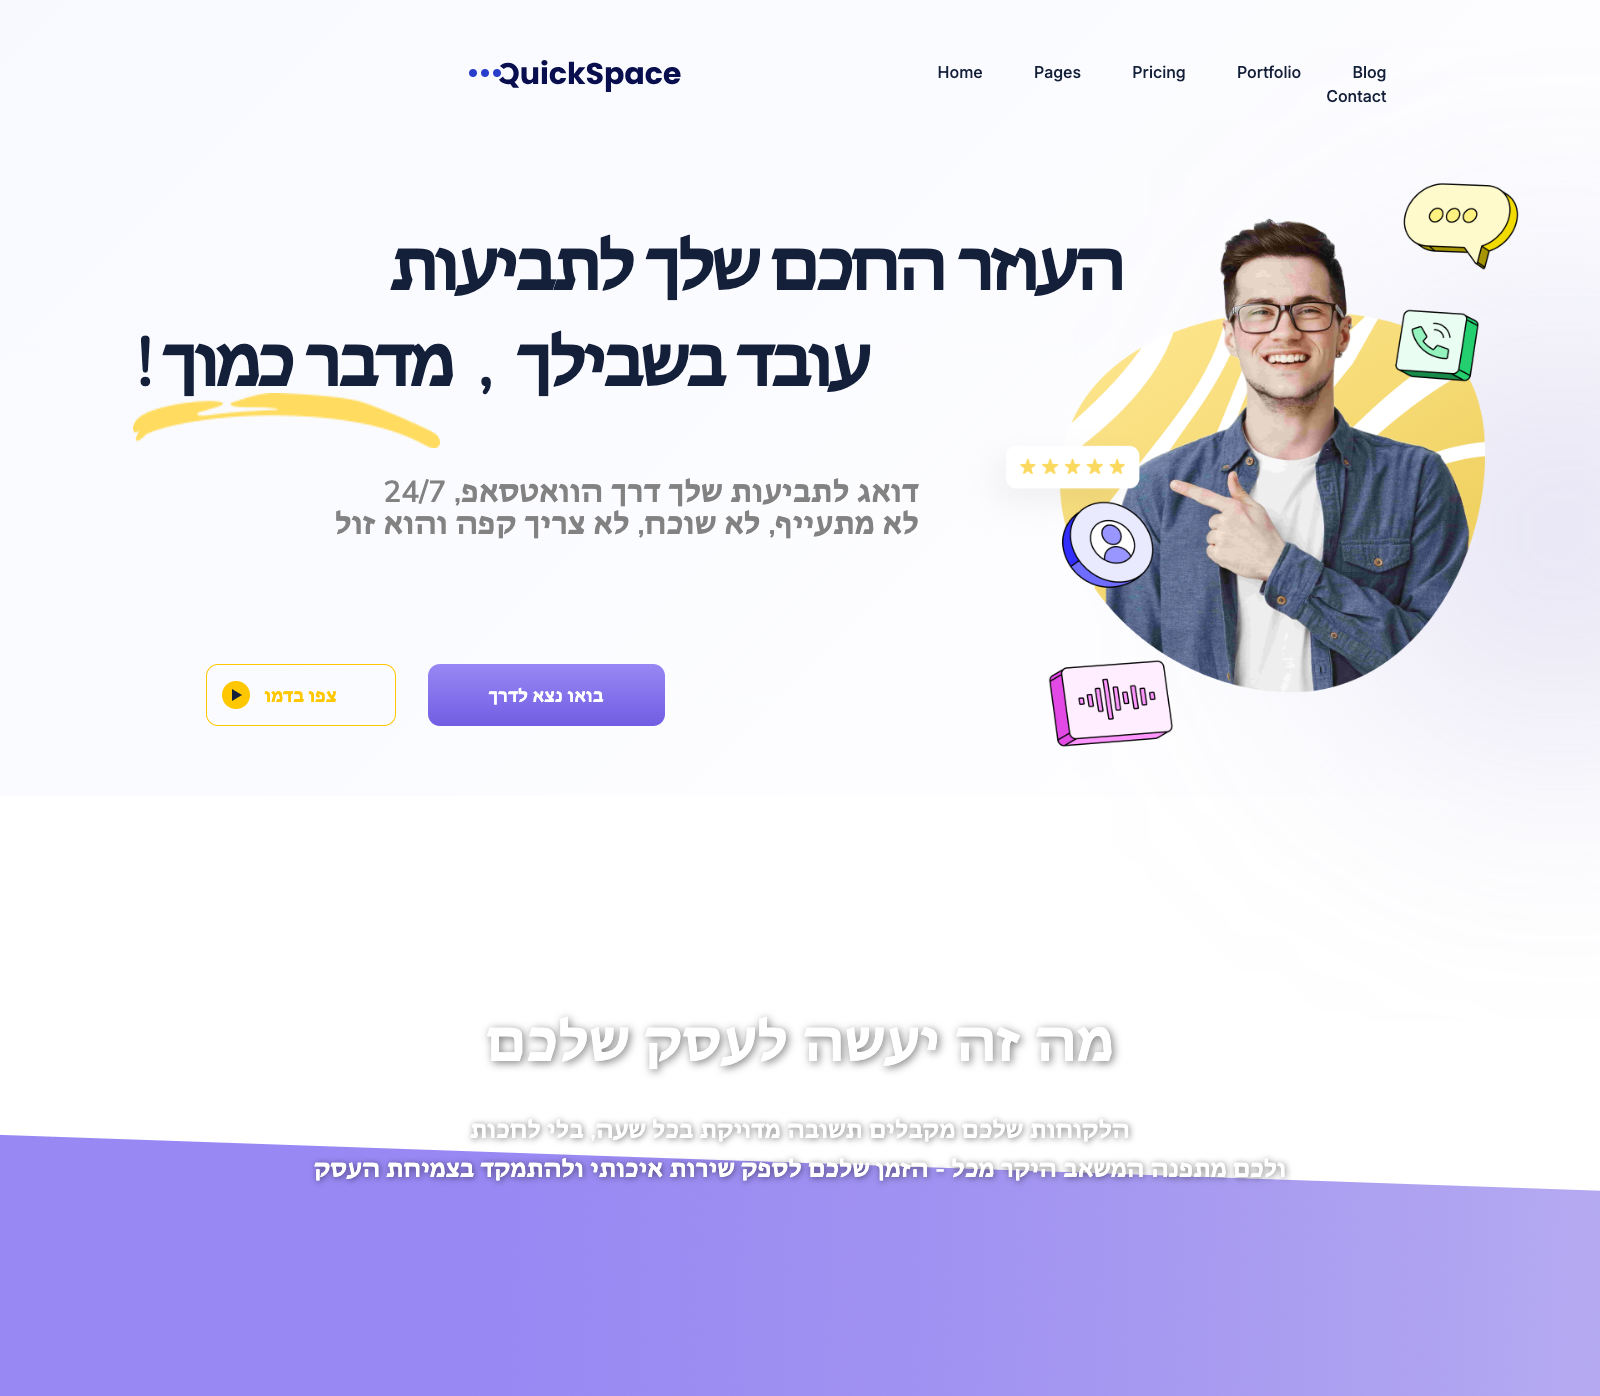 QuickSpace
Home Pages Pricing Portfolio Blog
Contact
העוזר החכם שלך לתביעות
עובד בשבילך , מדבר כמוך!
דואג לתביעות שלך דרך הוואטסאפ, 24/7
לא מתעייף, לא שוכח, לא צריך קפה והוא זול
בואו נצא לדרך
צפו בדמו
מה זה יעשה לעסק שלכם
הלקוחות שלכם מקבלים תשובה מדויקת בכל שעה, בלי לחכות
ולכם מתפנה המשאב היקר מכל - הזמן שלכם לספק שירות איכותי ולהתמקד בצמיחת העסק